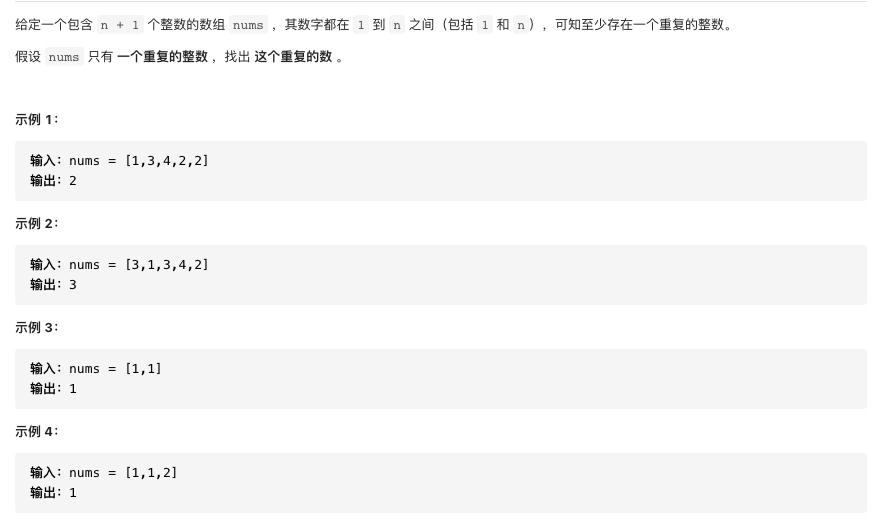 给定一个包含 n + 1 个整数的数组 nums ，其数字都在 1 到 n 之间（包括 1 和 n），可知至少存在一个重复的整数。
假设 nums 只有 一个重复的整数 ，找出 这个重复的数 。
示例 1：
输入：nums = [1,3,4,2,2]
输出：2
示例 2：
输入：nums = [3,1,3,4,2]
输出：3
示例 3：
输入：nums = [1,1]
输出：1
示例 4：
输入：nums = [1,1,2]
输出：1